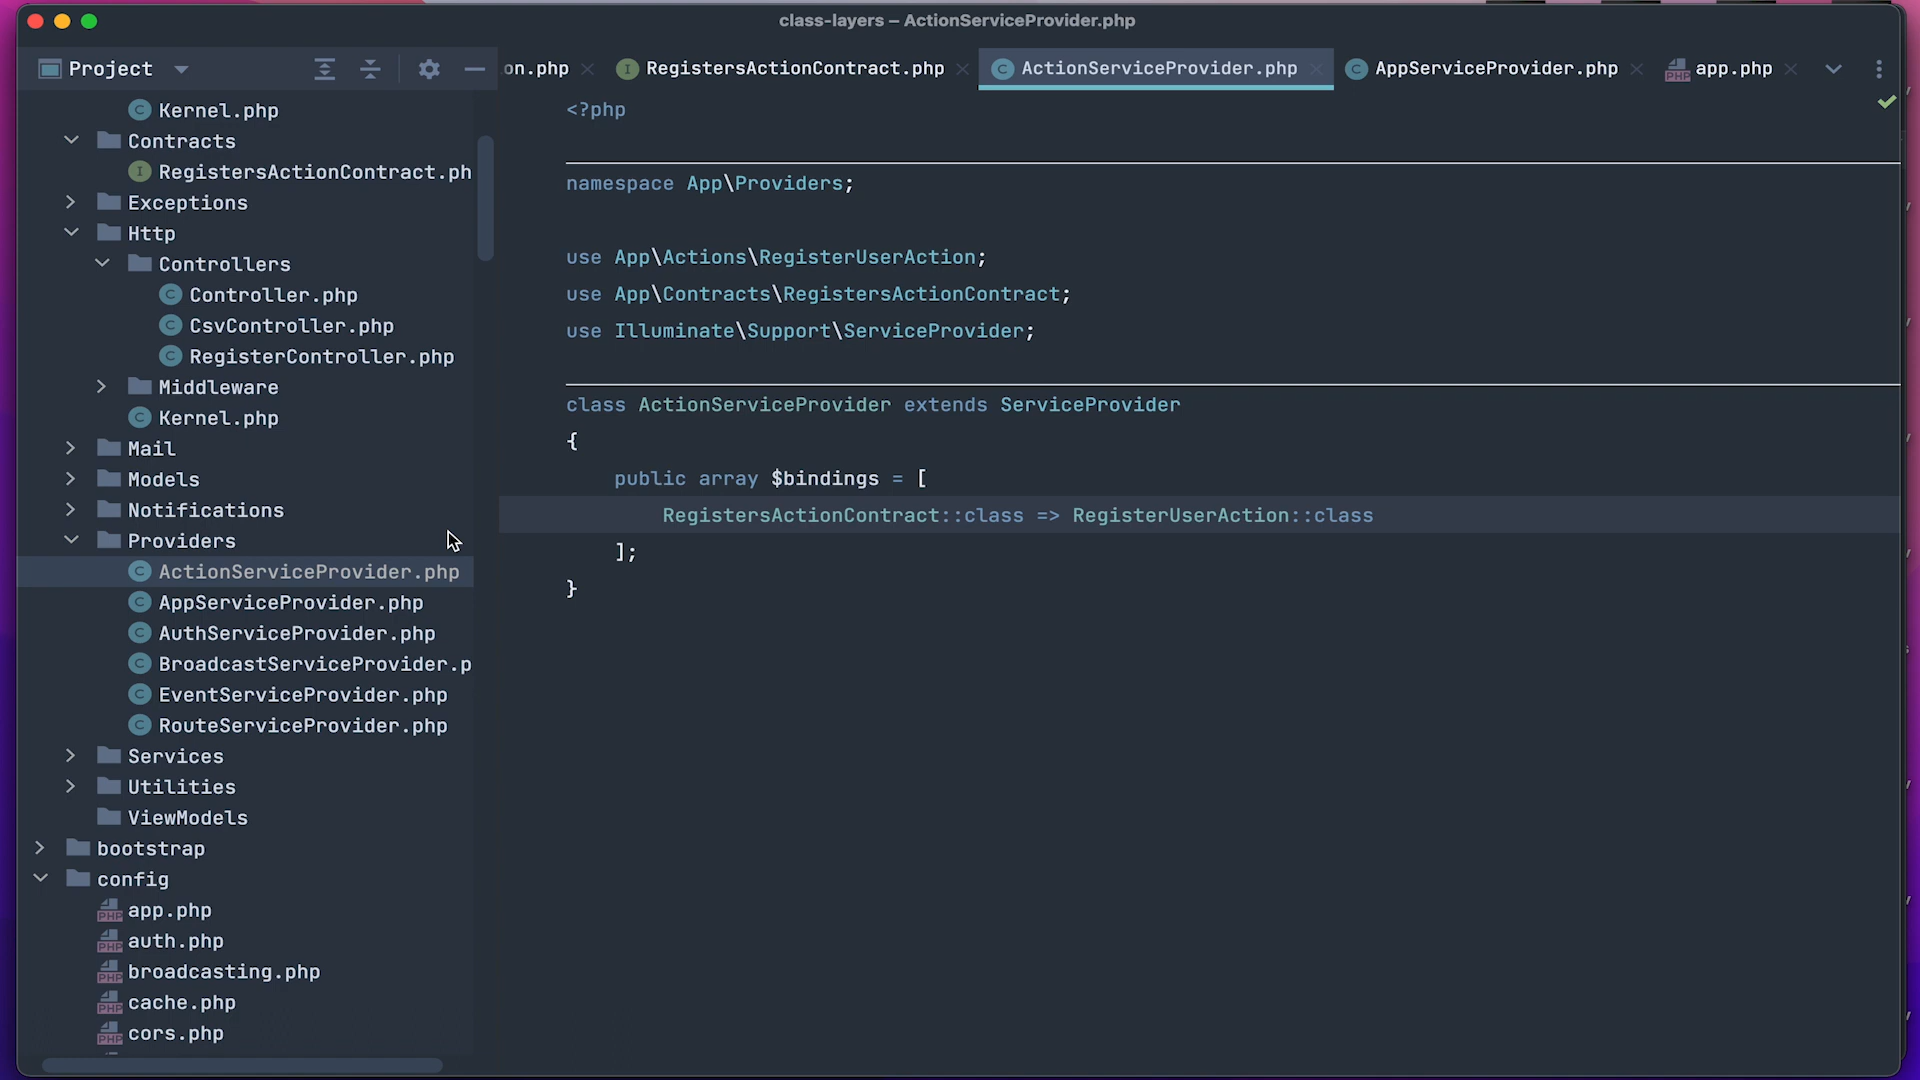 class-layers – ActionServiceProvider.php
Project
on.php
RegistersActionContract.php
ActionServiceProvider.php
AppServiceProvider.php
app.php
Kernel.php
Contracts
RegistersActionContract.ph
Exceptions
Http
Controllers
Controller.php
CsvController.php
RegisterController.php
Middleware
Kernel.php
Mail
Models
Notifications
Providers
ActionServiceProvider.php
AppServiceProvider.php
AuthServiceProvider.php
BroadcastServiceProvider.p
EventServiceProvider.php
RouteServiceProvider.php
Services
Utilities
ViewModels
bootstrap
config
app.php
auth.php
broadcasting.php
cache.php
cors.php
<?php
namespace App\Providers;
use App\Actions\RegisterUserAction;
use App\Contracts\RegistersActionContract;
use Illuminate\Support\ServiceProvider;
class ActionServiceProvider extends ServiceProvider
{
public array $bindings = [
RegistersActionContract::class => RegisterUserAction::class
];
}